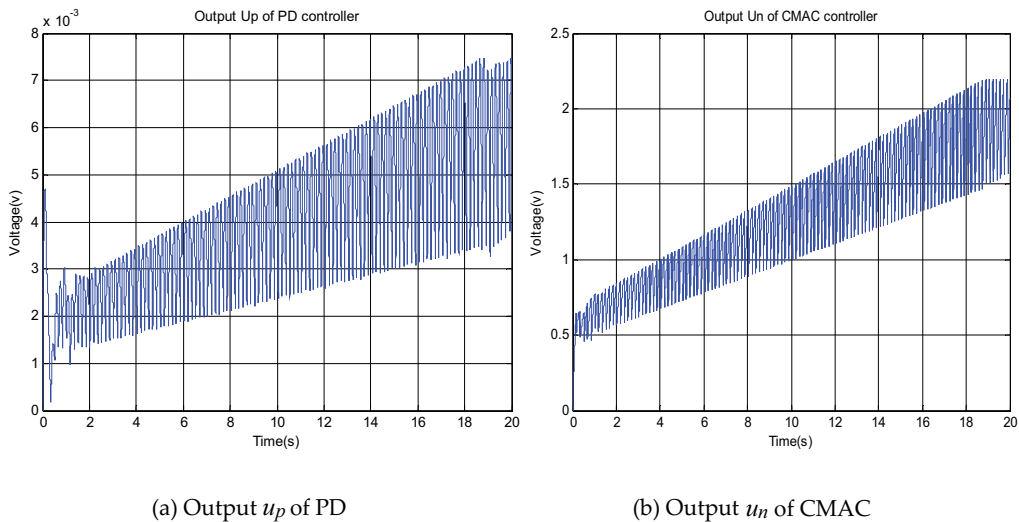 x 10⁻³
Output Up of PD controller
8
7
6
5
4
3
2
1
0
Voltage(v)
0 2 4 6 8 10 12 14 16 18 20
Time(s)
(a) Output uₚ of PD
Output Un of CMAC controller
2.5
2
1.5
1
0.5
0
Voltage(v)
0 2 4 6 8 10 12 14 16 18 20
Time(s)
(b) Output uₙ of CMAC